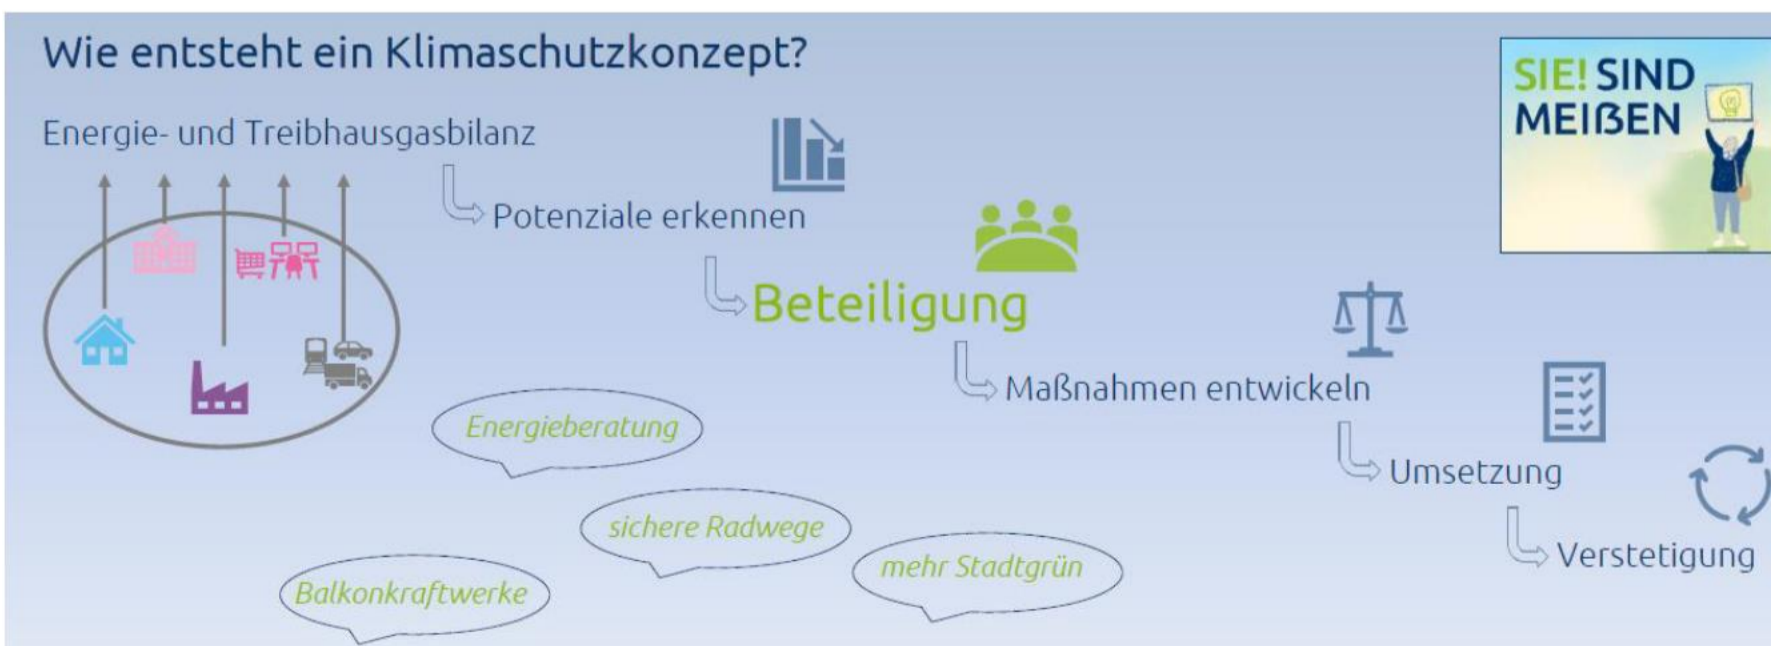 Wie entsteht ein Klimaschutzkonzept?
SIE! SIND
MEIẞEN
Energie- und Treibhausgasbilanz
Potenziale erkennen
Beteiligung
Maßnahmen entwickeln
Umsetzung
Verstetigung
Energieberatung
sichere Radwege
mehr Stadtgrün
Balkonkraftwerke